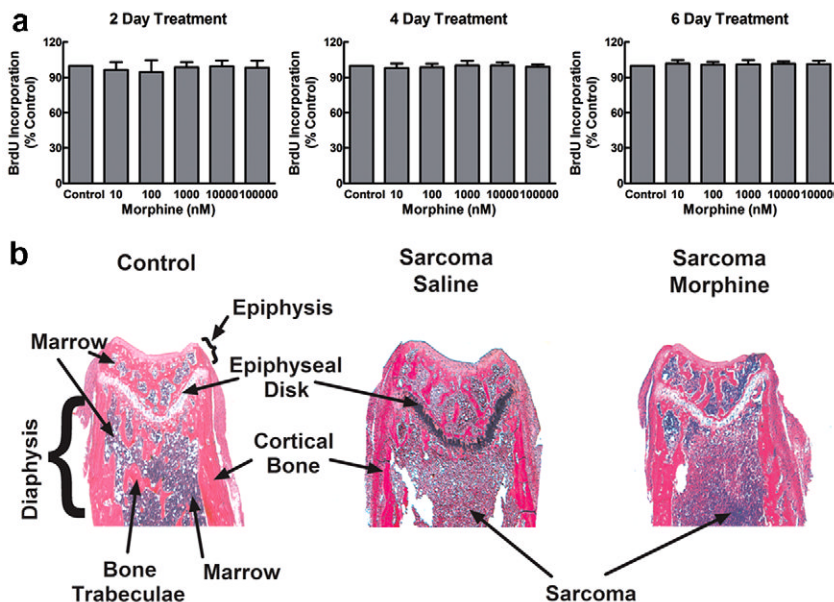 a
2 Day Treatment
BrdU Incorporation
(% Control)
120
90
60
30
0
Control 10 100 1000 10000 100000
Morphine (nM)
4 Day Treatment
BrdU Incorporation
(% Control)
120
90
60
30
0
Control 10 100 1000 10000 100000
Morphine (nM)
6 Day Treatment
BrdU Incorporation
(% Control)
120
90
60
30
0
Control 10 100 1000 10000 100000
Morphine (nM)
b
Control
Sarcoma
Saline
Sarcoma
Morphine
Epiphysis
Marrow
Epiphyseal
Disk
Diaphysis
Cortical
Bone
Bone
Trabeculae
Marrow
Sarcoma